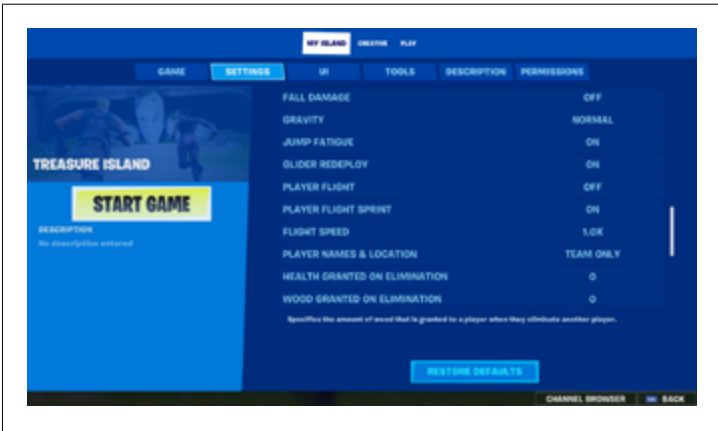 MY ISLAND CREATIVE PLAY
GAME SETTINGS UI TOOLS DESCRIPTION PERMISSIONS
TREASURE ISLAND
START GAME
DESCRIPTION
No description entered
FALL DAMAGE OFF
GRAVITY NORMAL
JUMP FATIGUE ON
GLIDER REDEPLOY ON
PLAYER FLIGHT OFF
PLAYER FLIGHT SPRINT ON
FLIGHT SPEED 1.0X
PLAYER NAMES & LOCATION TEAM ONLY
HEALTH GRANTED ON ELIMINATION 0
WOOD GRANTED ON ELIMINATION 0
Specifies the amount of wood that is granted to a player when they eliminate another player.
RESTORE DEFAULTS
CHANNEL BROWSER BACK